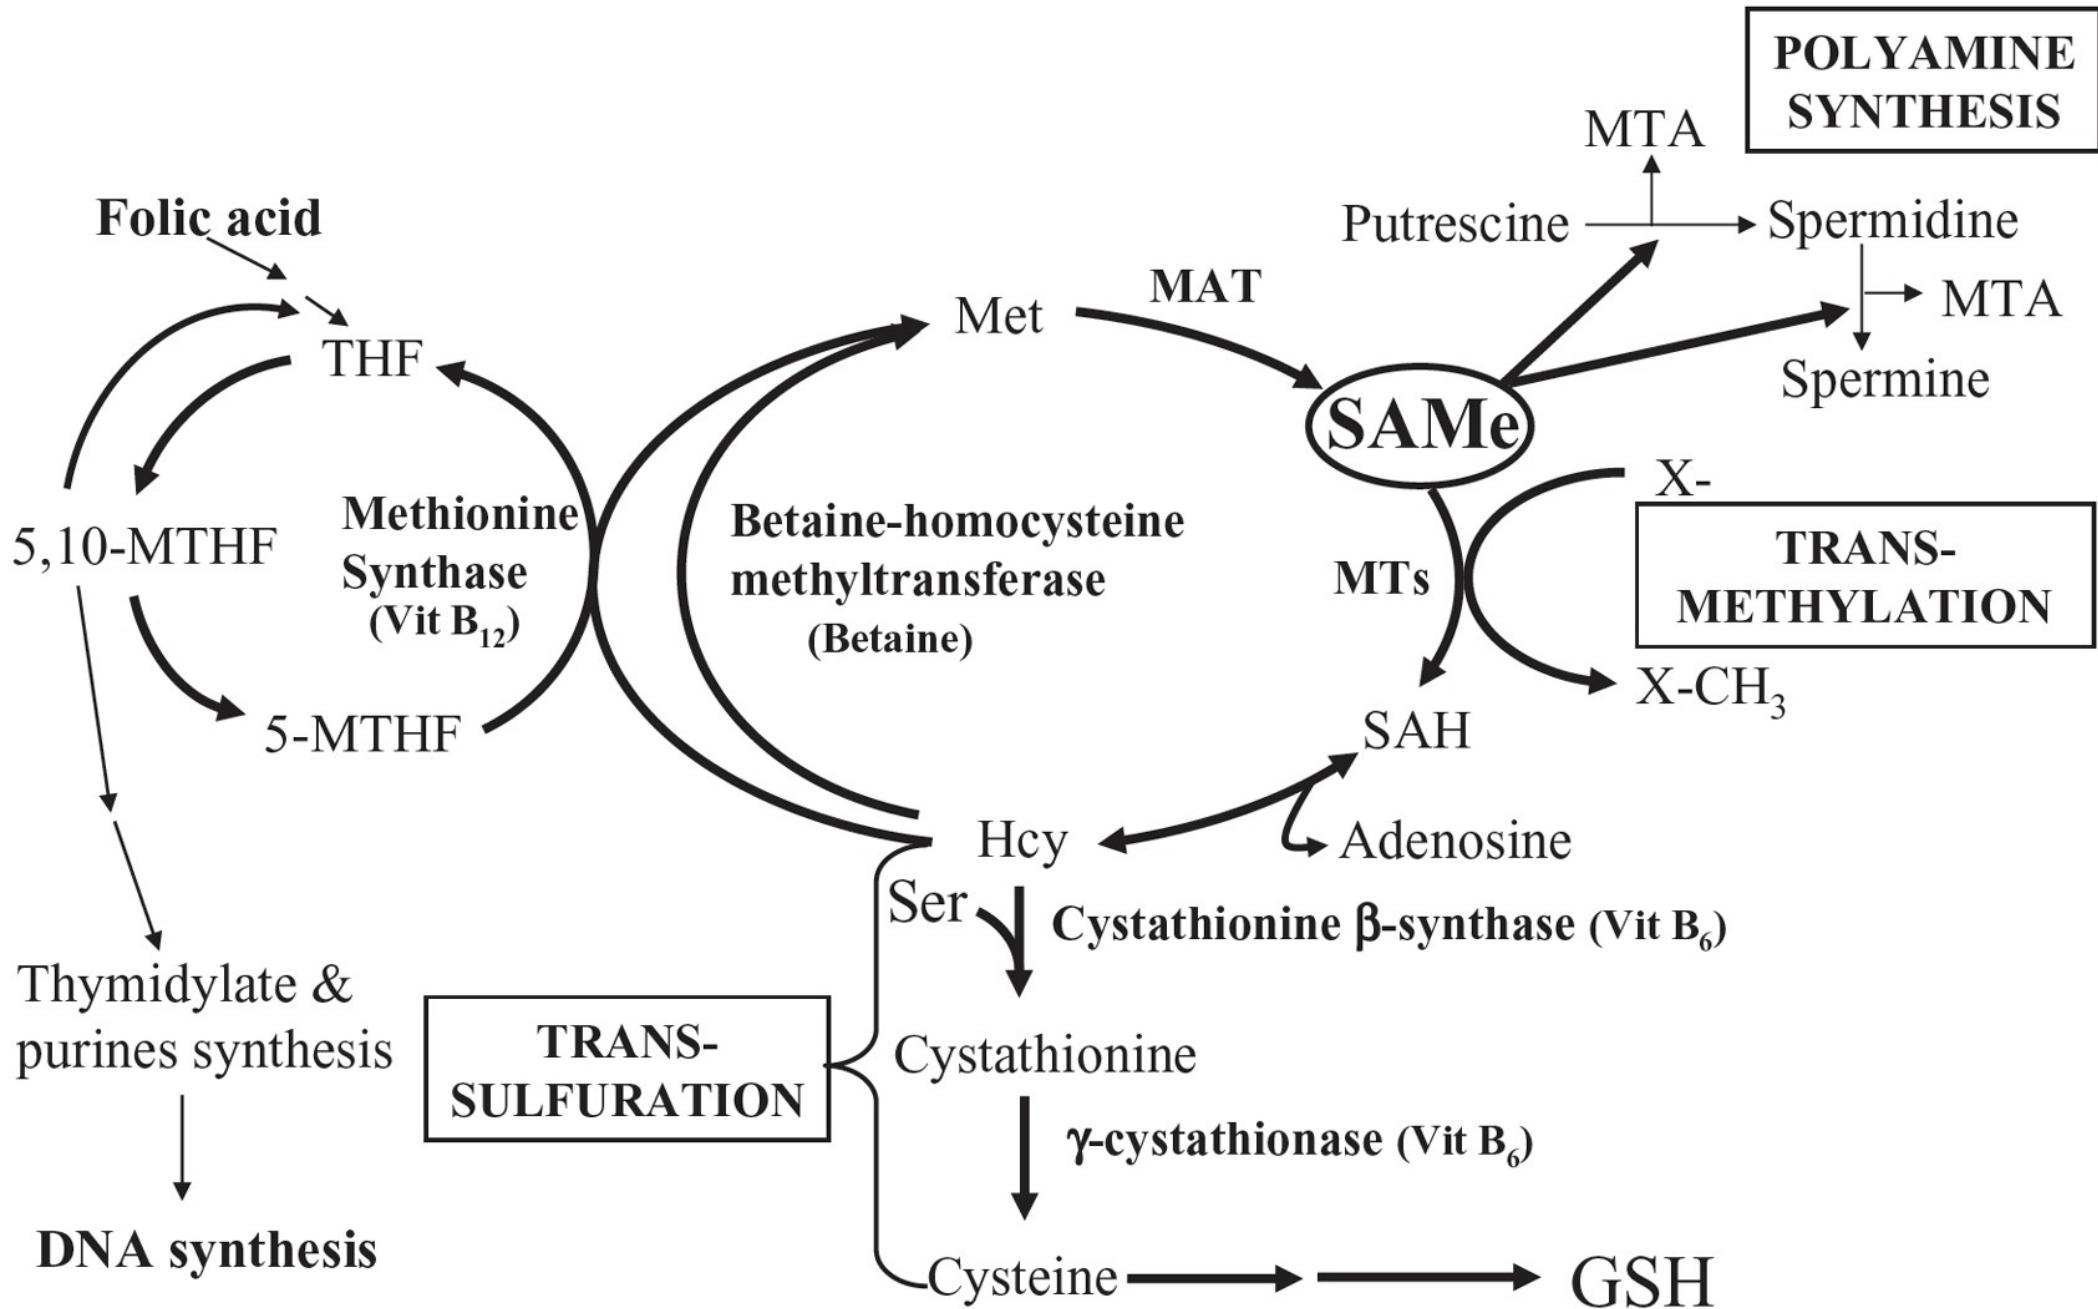 POLYAMINE
SYNTHESIS
MTA
Folic acid
Putrescine
Spermidine
MAT
MTA
Met
THF
Spermine
SAMe
X-
Methionine
Synthase
(Vit B12)
Betaine-homocysteine
methyltransferase
(Betaine)
5,10-MTHF
MTs
TRANS-
METHYLATION
X-CH3
5-MTHF
SAH
Hcy
Adenosine
Ser
Cystathionine β-synthase (Vit B6)
Thymidylate &
purines synthesis
TRANS-
SULFURATION
Cystathionine
γ-cystathionase (Vit B6)
DNA synthesis
Cysteine
GSH